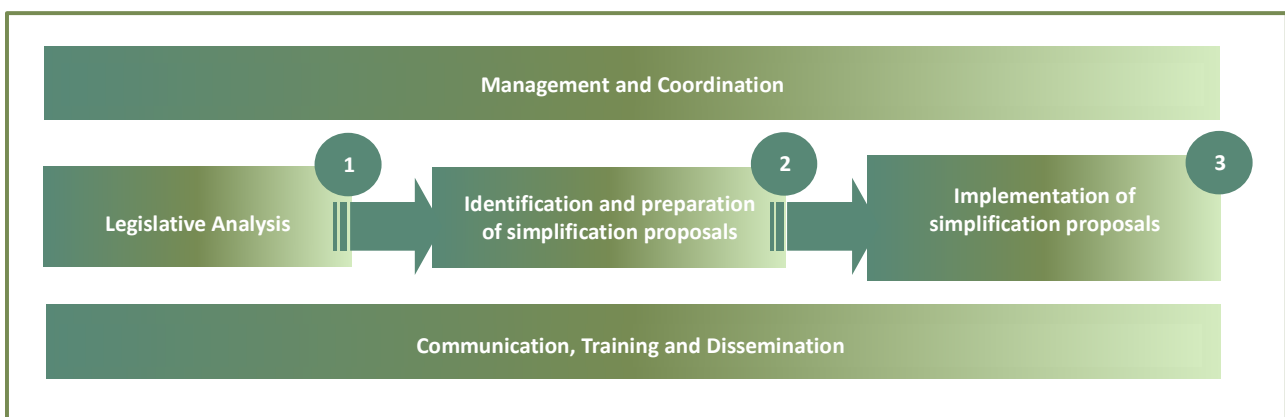 Management and Coordination
1
2
3
Legislative Analysis
Identification and preparation
of simplification proposals
Implementation of
simplification proposals
Communication, Training and Dissemination